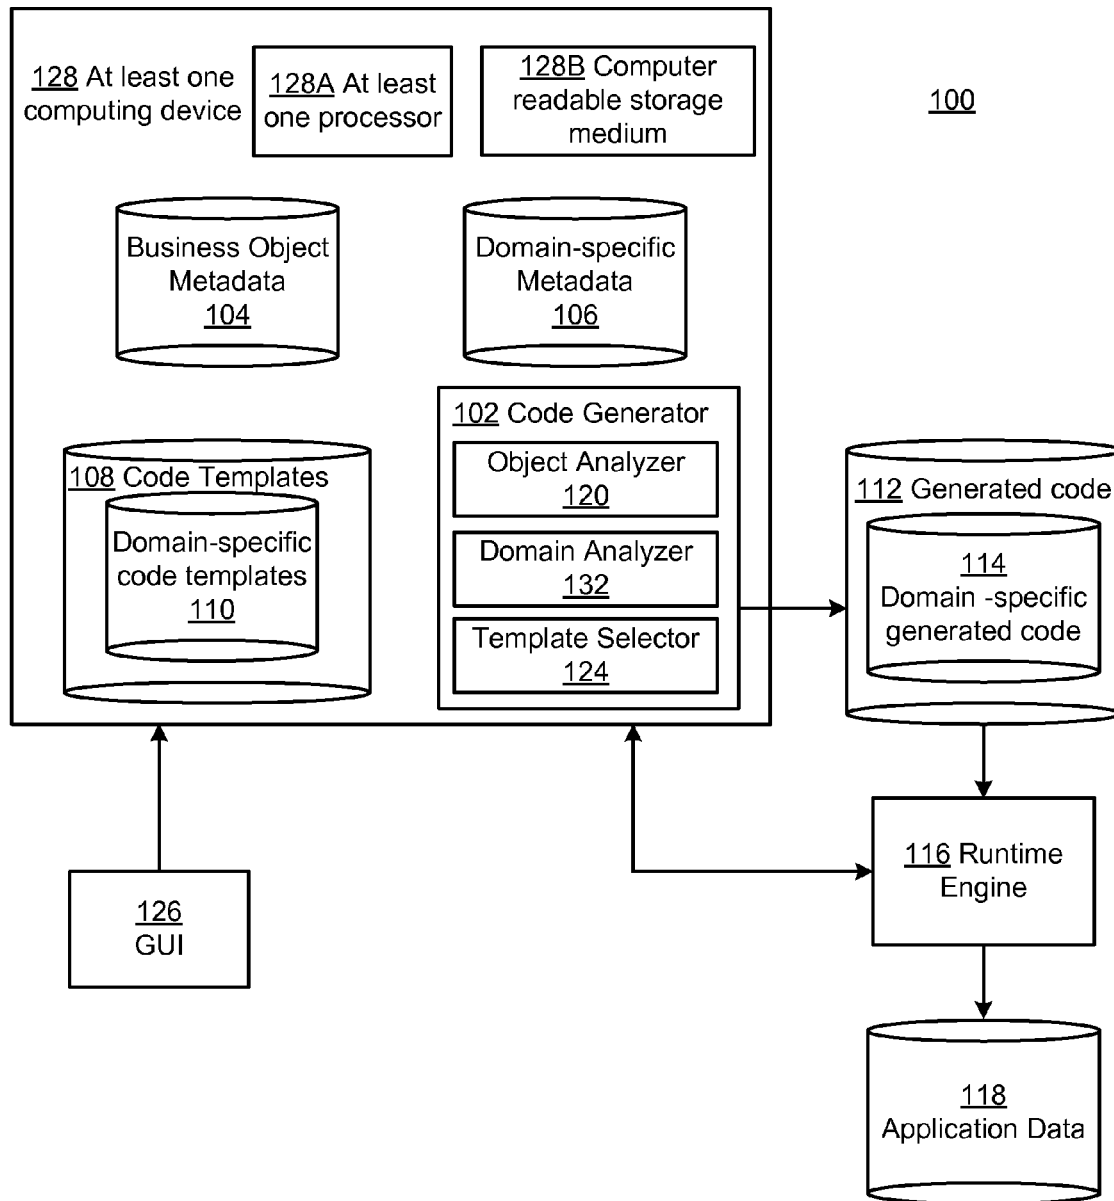 128 At least one
computing device
128A At least
one processor
128B Computer
readable storage
medium
100
Business Object
Metadata
104
Domain-specific
Metadata
106
102 Code Generator
Object Analyzer
120
Domain Analyzer
132
Template Selector
124
108 Code Templates
Domain-specific
code templates
110
112 Generated code
114
Domain -specific
generated code
116 Runtime
Engine
126
GUI
118
Application Data